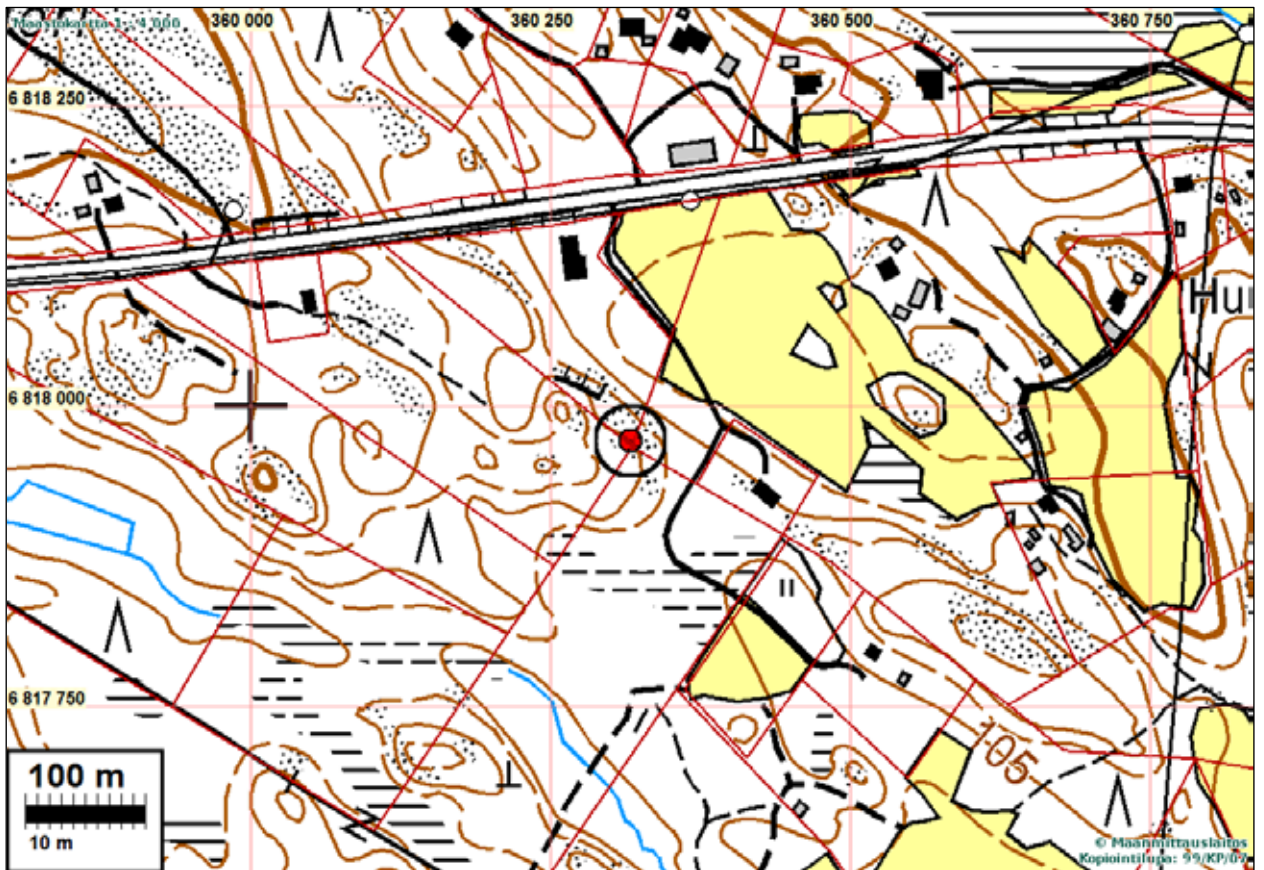 Maastokartta 1 : 4 000
360 000
360 250
360 500
360 750
6 818 250
Hu
6 818 000
II
6 817 750
105
100 m
10 m
© Maanmittauslaitos
Kopiointilupa: 99/KP/07